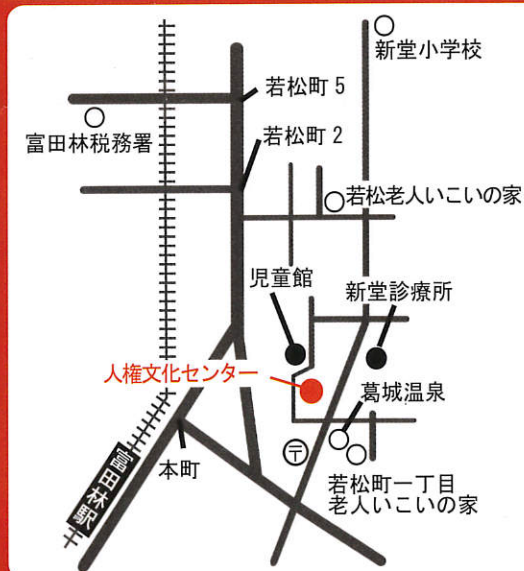 新堂小学校
若松町5
富田林税務署
若松町2
若松老人いこいの家
児童館
新堂診療所
人権文化センター
葛城温泉
〒
本町
富田林駅
若松町一丁目
老人いこいの家